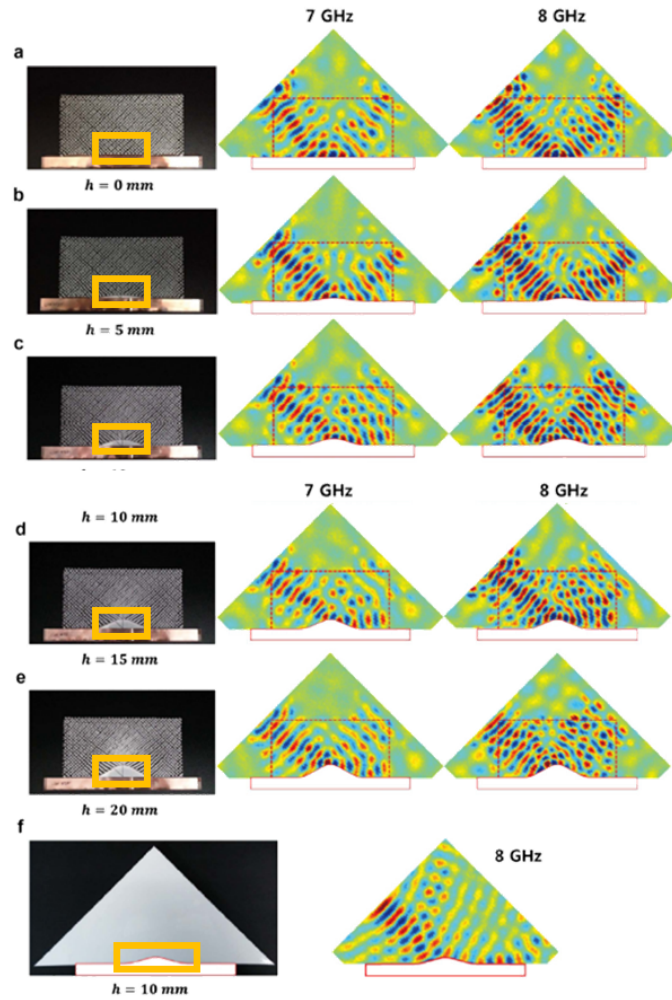 7 GHz 8 GHz
a
h = 0 mm
b
h = 5 mm
c
7 GHz 8 GHz
h = 10 mm
d
h = 15 mm
e
h = 20 mm
f
8 GHz
h = 10 mm